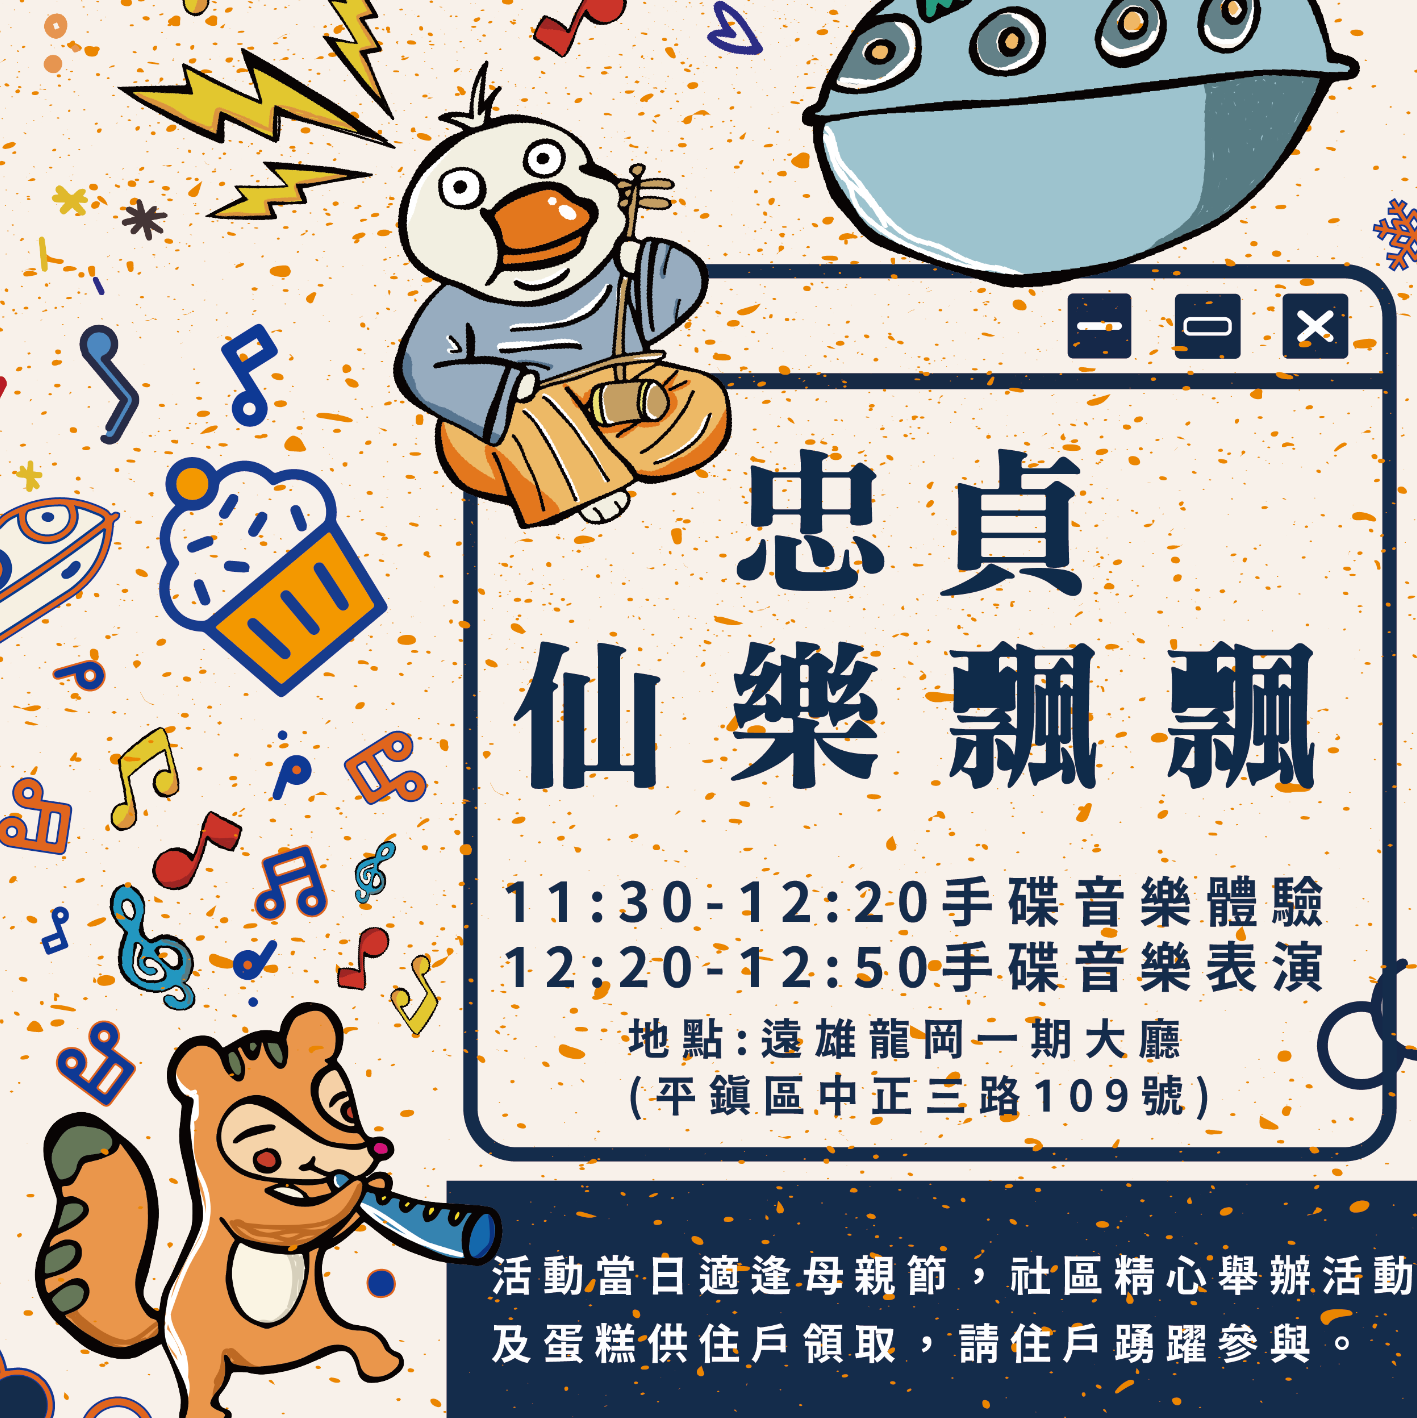 忠貞
仙樂飄飄
11:30-12:20手碟音樂體驗
12:20-12:50手碟音樂表演
地點:遠雄龍岡一期大廳
(平鎮區中正三路109號)
活動當日適逢母親節，社區精心舉辦活動
及蛋糕供住戶領取，請住戶踴躍參與。